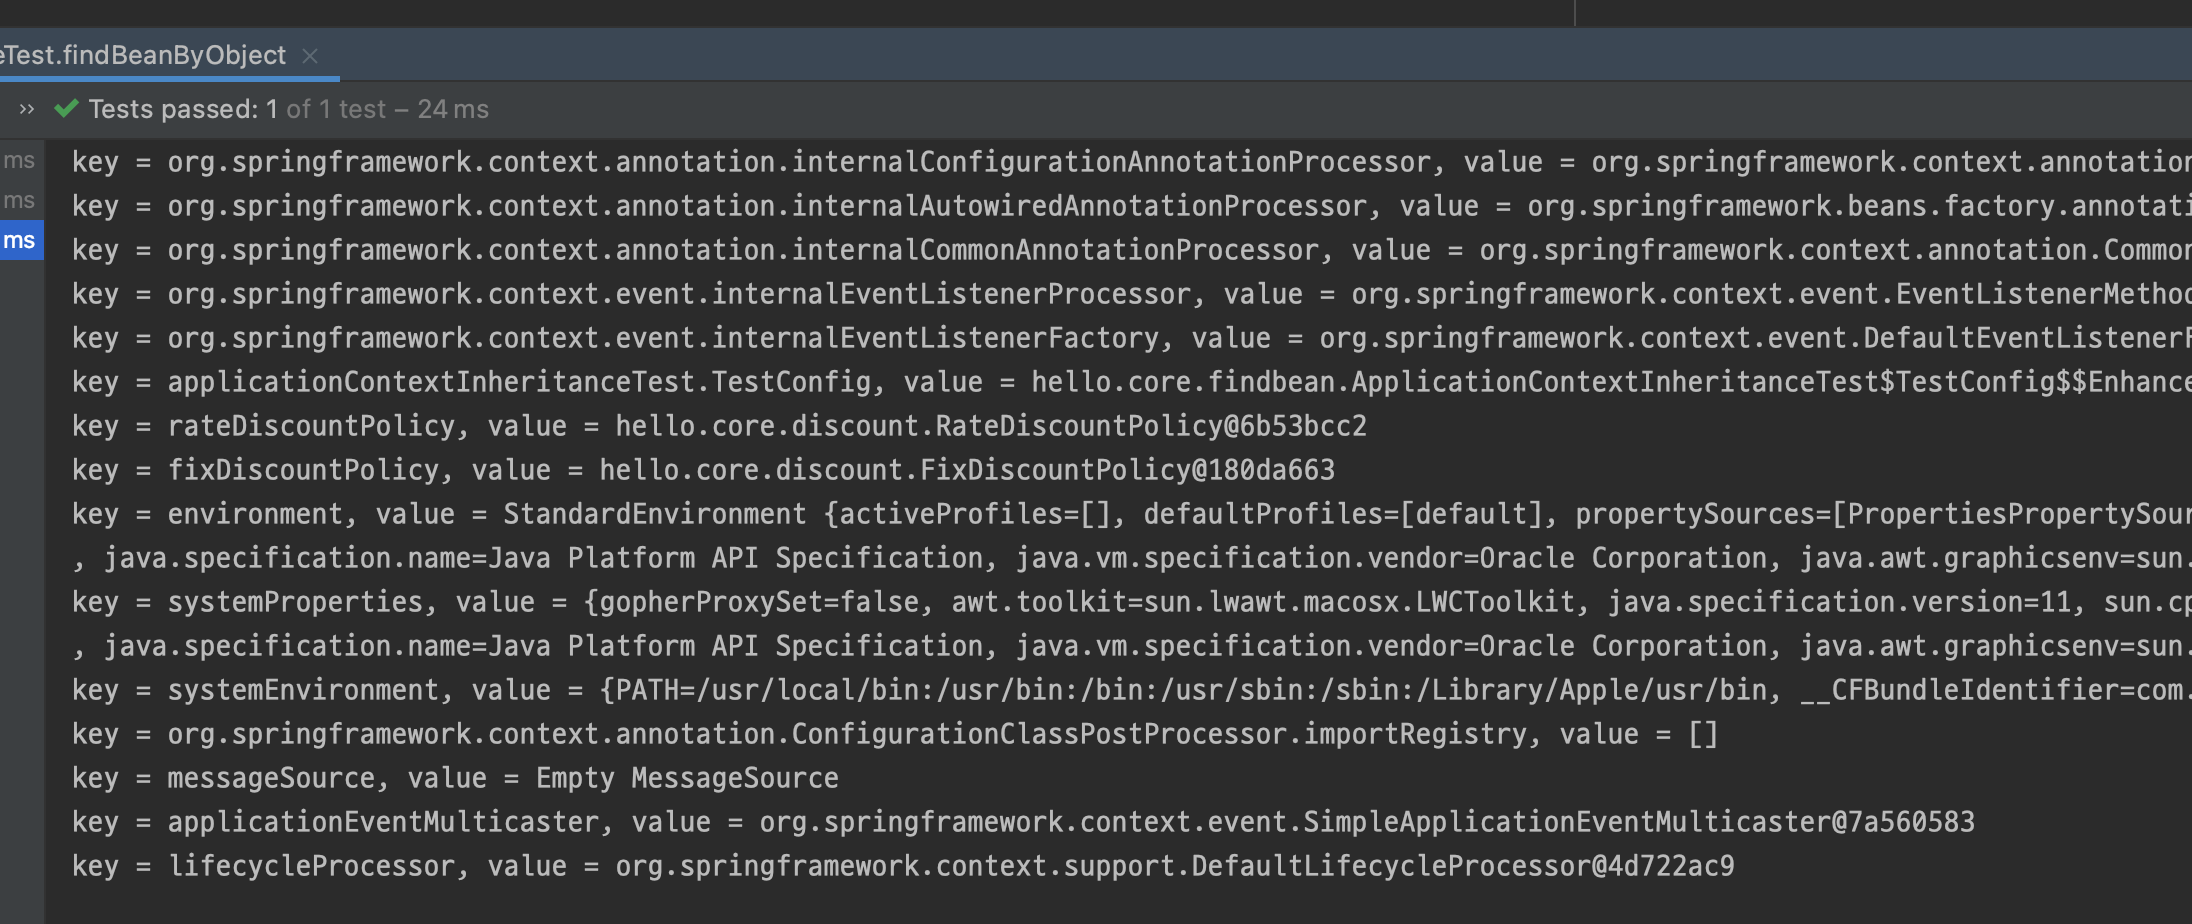 eTest.findBeanByObject ×
» Tests passed: 1 of 1 test – 24 ms
ms
ms
ms
key = org.springframework.context.annotation.internalConfigurationAnnotationProcessor, value = org.springframework.context.annotation
key = org.springframework.context.annotation.internalAutowiredAnnotationProcessor, value = org.springframework.beans.factory.annotati
key = org.springframework.context.annotation.internalCommonAnnotationProcessor, value = org.springframework.context.annotation.Common
key = org.springframework.context.event.internalEventListenerProcessor, value = org.springframework.context.event.EventListenerMethod
key = org.springframework.context.event.internalEventListenerFactory, value = org.springframework.context.event.DefaultEventListenerF
key = applicationContextInheritanceTest.TestConfig, value = hello.core.findbean.ApplicationContextInheritanceTest$TestConfig$$Enhance
key = rateDiscountPolicy, value = hello.core.discount.RateDiscountPolicy@6b53bcc2
key = fixDiscountPolicy, value = hello.core.discount.FixDiscountPolicy@180da663
key = environment, value = StandardEnvironment {activeProfiles=[], defaultProfiles=[default], propertySources=[PropertiesPropertySour
, java.specification.name=Java Platform API Specification, java.vm.specification.vendor=Oracle Corporation, java.awt.graphicsenv=sun.
key = systemProperties, value = {gopherProxySet=false, awt.toolkit=sun.lwawt.macosx.LWCToolkit, java.specification.version=11, sun.cp
, java.specification.name=Java Platform API Specification, java.vm.specification.vendor=Oracle Corporation, java.awt.graphicsenv=sun.
key = systemEnvironment, value = {PATH=/usr/local/bin:/usr/bin:/bin:/usr/sbin:/sbin:/Library/Apple/usr/bin, __CFBundleIdentifier=com.
key = org.springframework.context.annotation.ConfigurationClassPostProcessor.importRegistry, value = []
key = messageSource, value = Empty MessageSource
key = applicationEventMulticaster, value = org.springframework.context.event.SimpleApplicationEventMulticaster@7a560583
key = lifecycleProcessor, value = org.springframework.context.support.DefaultLifecycleProcessor@4d722ac9